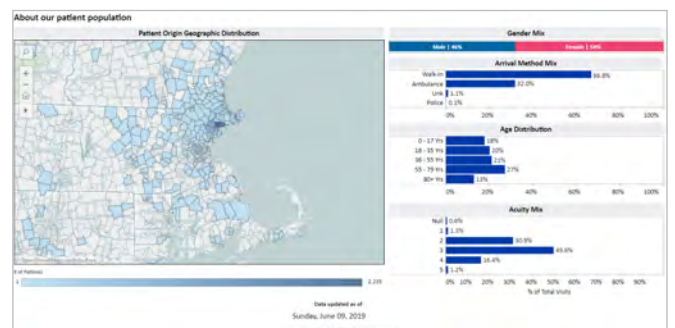 About our patient population
Patient Origin Geographic Distribution
# of Patients
1
2,235
Data updated as of
Sunday, June 09, 2019
Gender Mix
Male | 46%
Female | 54%
Arrival Method Mix
Walk-in 66.8%
Ambulance 32.0%
Unk 1.1%
Police 0.1%
0% 20% 40% 60% 80% 100%
Age Distribution
0 - 17 Yrs 18%
18 - 35 Yrs 20%
36 - 55 Yrs 21%
55 - 79 Yrs 27%
80+ Yrs 13%
0% 20% 40% 60% 80% 100%
Acuity Mix
Null 0.6%
1 1.3%
2 30.9%
3 49.6%
4 16.4%
5 1.2%
0% 10% 20% 30% 40% 50% 60% 70% 80% 90%
% of Total Visits